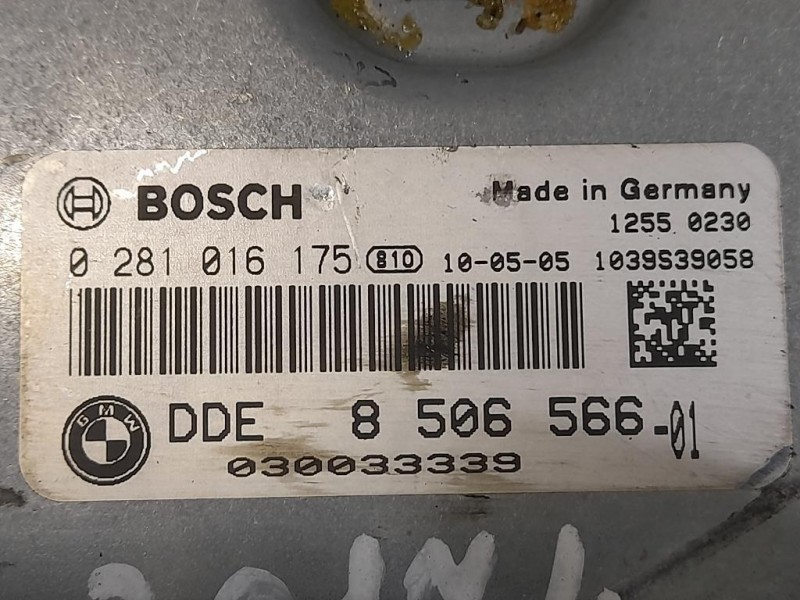 BOSCH Made in Germany
1255 0230
0 281 016 175 810 10-05-05 1039S39058
BMW DDE 8 506 566-01
030033339